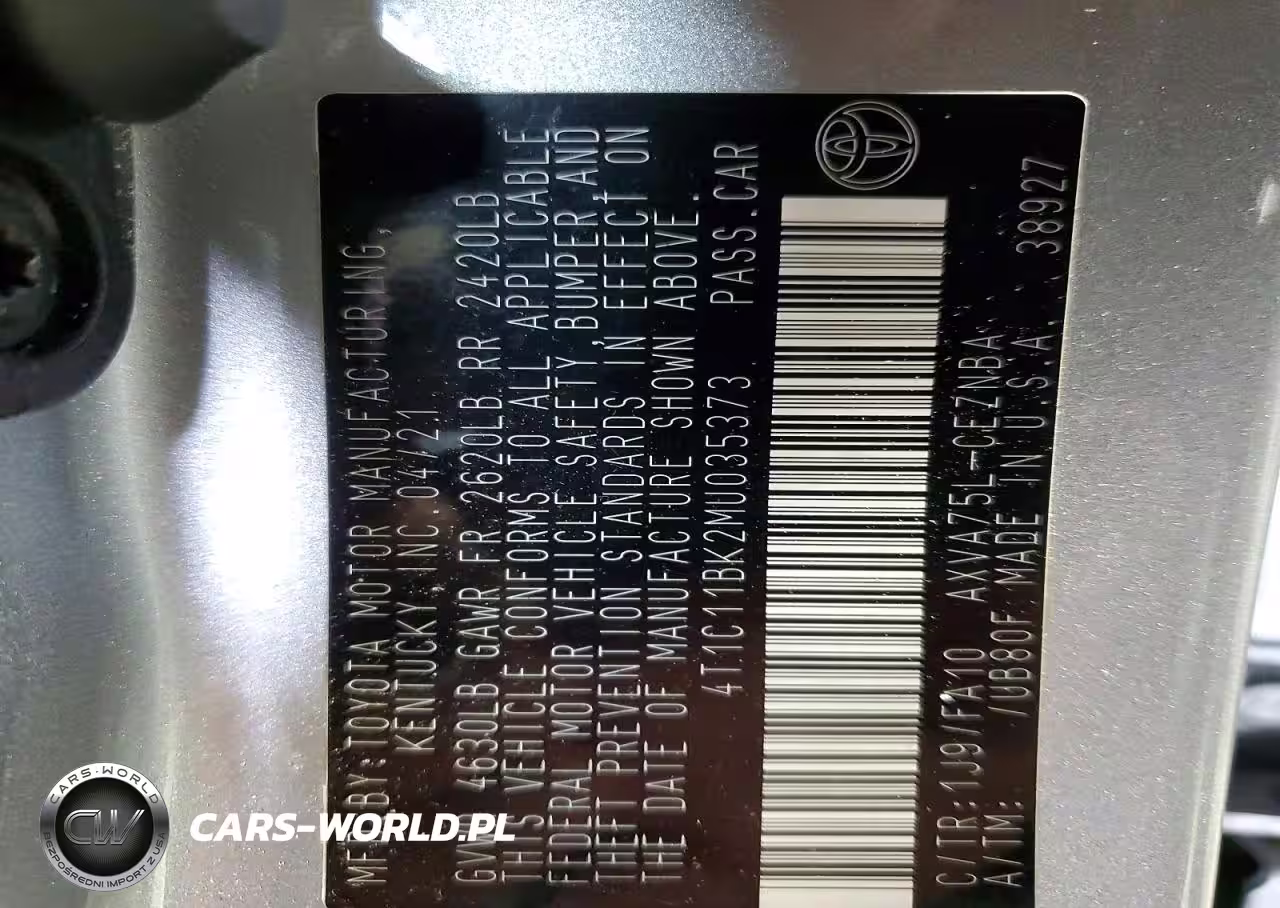 MFD.BY:TOYOTA MOTOR MANUFACTURING,
KENTUCKY,INC.04/21
GVWR 4630LB GAWR FR 2620LB RR 2420LB
THIS VEHICLE CONFORMS TO ALL APPLICABLE
FEDERAL MOTOR VEHICLE SAFETY,BUMPER,AND
THEFT PREVENTION STANDARDS IN EFFECT ON
THE DATE OF MANUFACTURE SHOWN ABOVE.
4T1C11BK2MU035373 PASS.CAR
C/TR:1J9/FA10 AXVA75L-CEZNBA
A/TM: /UB80F MADE IN U.S.A. 38927
CARS-WORLD
CW
BEZPOŚREDNI IMPORT Z USA
CARS-WORLD.PL